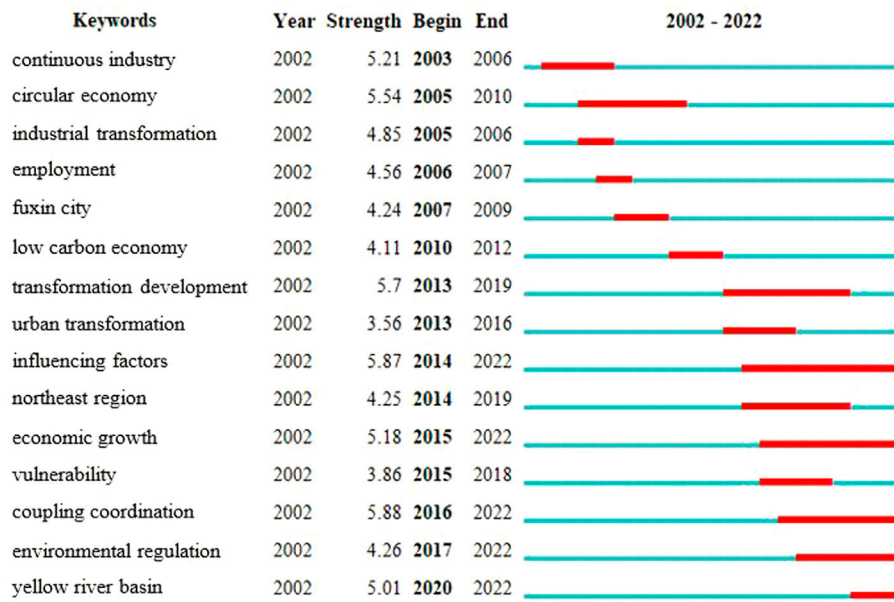 Keywords Year Strength Begin End 2002 - 2022
continuous industry 2002 5.21 2003 2006
circular economy 2002 5.54 2005 2010
industrial transformation 2002 4.85 2005 2006
employment 2002 4.56 2006 2007
fuxin city 2002 4.24 2007 2009
low carbon economy 2002 4.11 2010 2012
transformation development 2002 5.7 2013 2019
urban transformation 2002 3.56 2013 2016
influencing factors 2002 5.87 2014 2022
northeast region 2002 4.25 2014 2019
economic growth 2002 5.18 2015 2022
vulnerability 2002 3.86 2015 2018
coupling coordination 2002 5.88 2016 2022
environmental regulation 2002 4.26 2017 2022
yellow river basin 2002 5.01 2020 2022